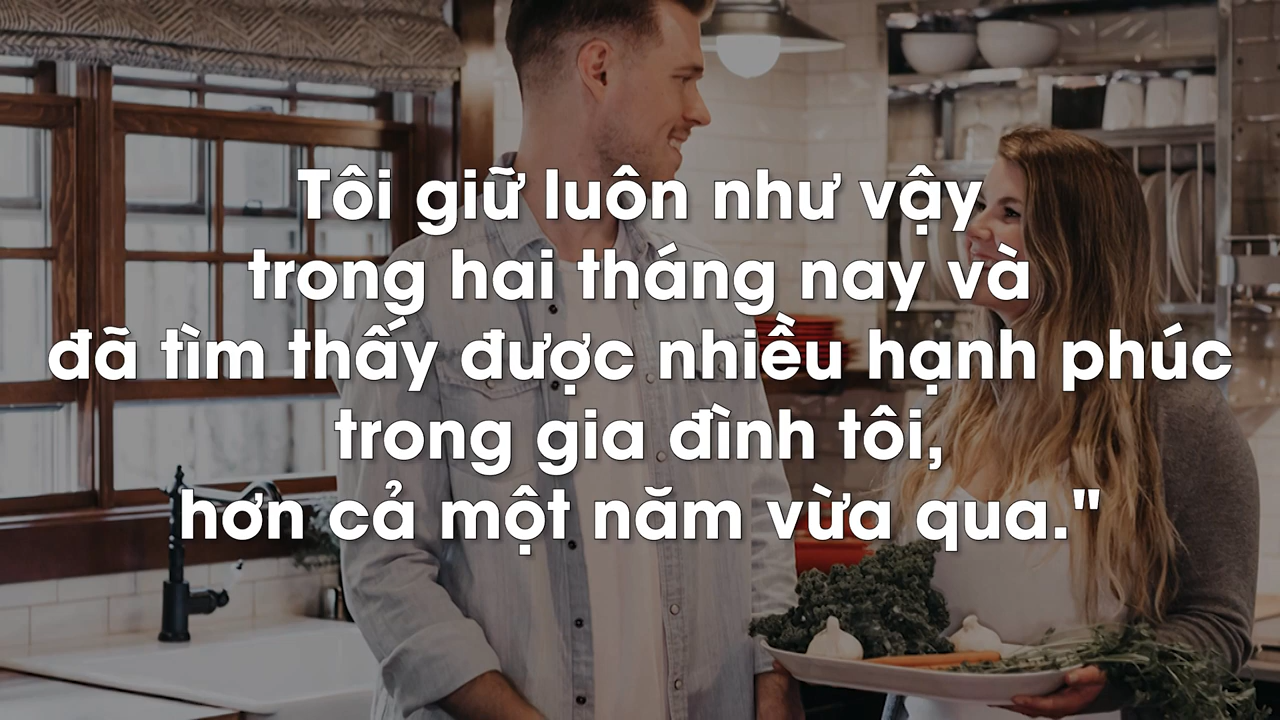 Tôi giữ luôn như vậy
trong hai tháng nay và
đã tìm thấy được nhiều hạnh phúc
trong gia đình tôi,
hơn cả một năm vừa qua."